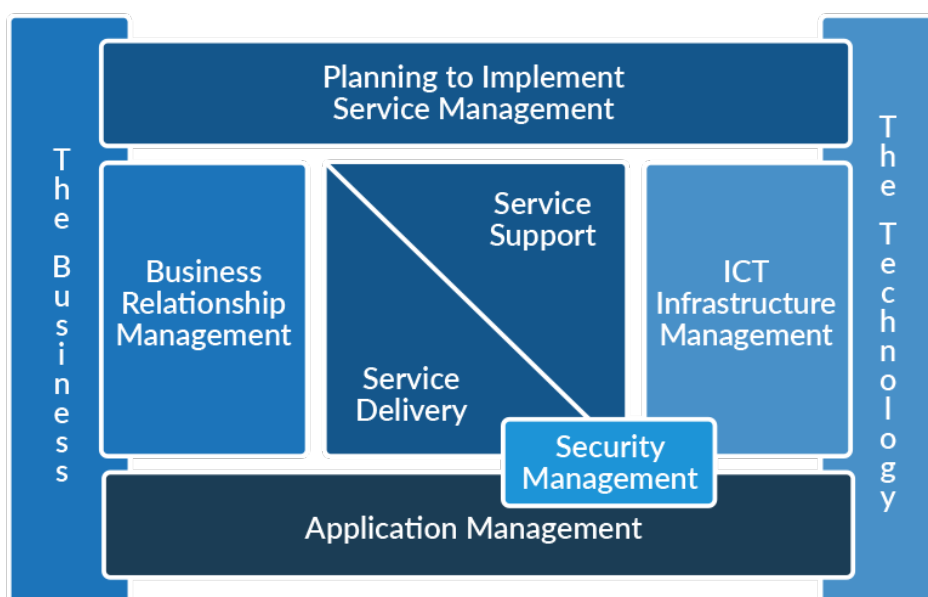 The Business
Planning to Implement
Service Management
The Technology
Business
Relationship
Management
Service
Support
Service
Delivery
ICT
Infrastructure
Management
Security
Management
Application Management